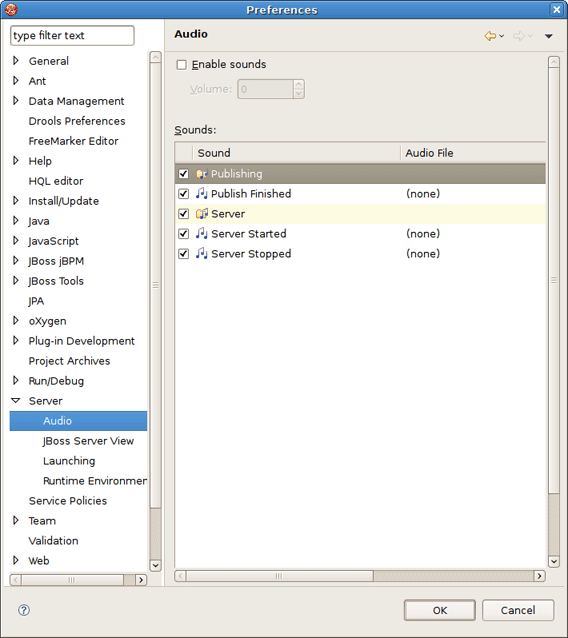 Preferences
type filter text
General
Ant
Data Management
Drools Preferences
FreeMarker Editor
Help
HQL editor
Install/Update
Java
JavaScript
JBoss jBPM
JBoss Tools
JPA
oXygen
Plug-in Development
Project Archives
Run/Debug
Server
Audio
JBoss Server View
Launching
Runtime Environmen
Service Policies
Team
Validation
Web
Audio
Enable sounds
Volume: 0
Sounds:
Sound Audio File
Publishing
Publish Finished (none)
Server
Server Started (none)
Server Stopped (none)
?
OK Cancel